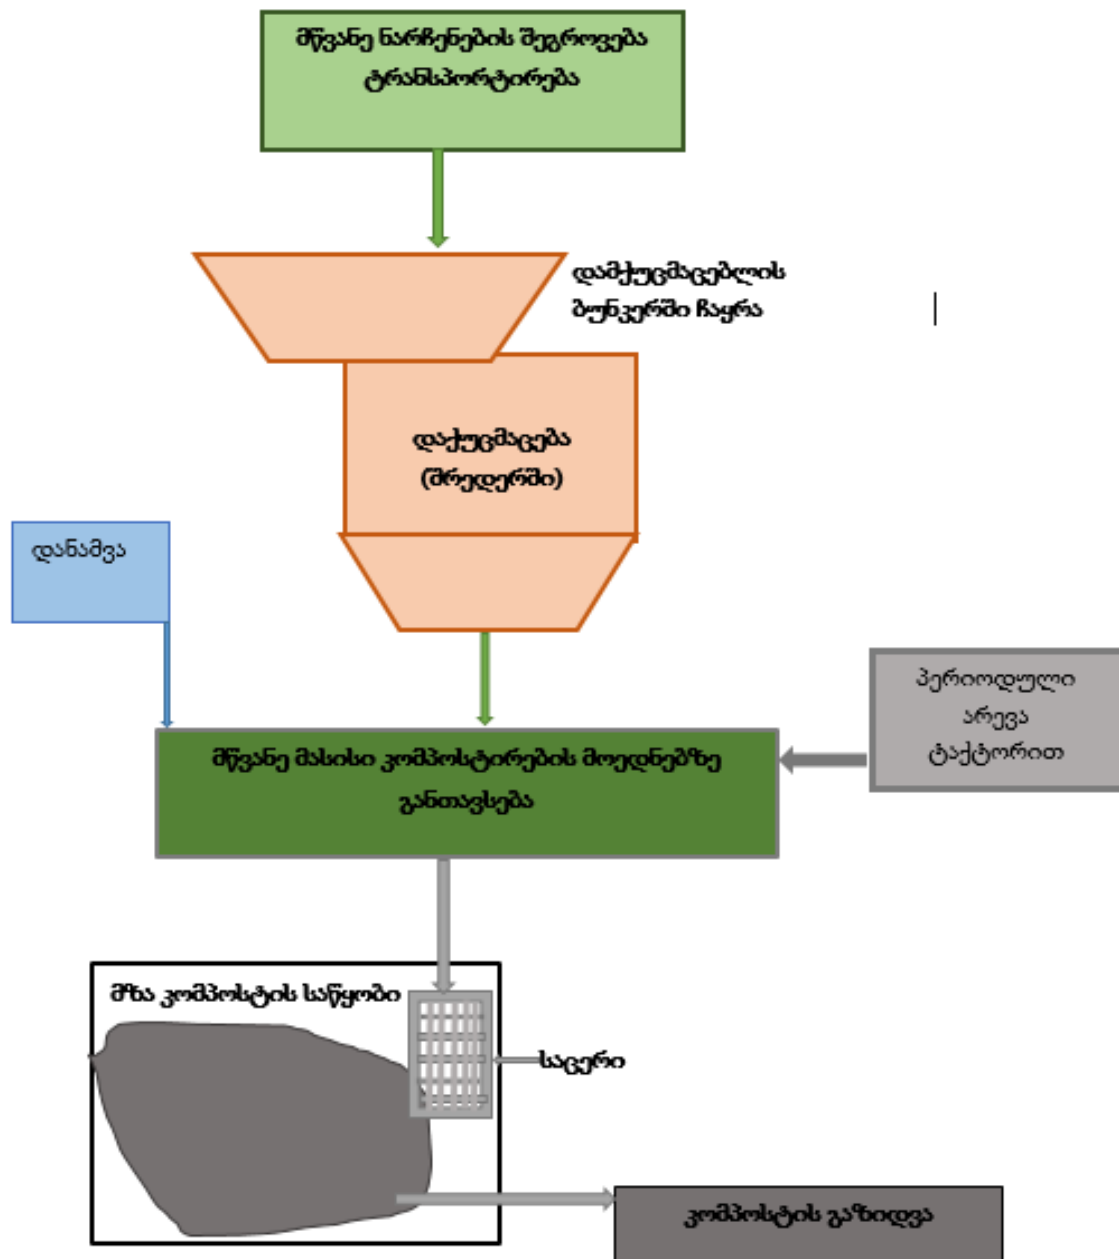 მწვანე ნარჩენების შეგროვება
ტრანსპორტირება
დამქუცმაცებლის
ბუნკერში ჩაყრა
დაქუცმაცება
(შრედერში)
დანამვა
პერიოდული
არევა
ტაქტორით
მწვანე მასისი კომპოსტირების მოედნებზე
განთავსება
მზა კომპოსტის საწყობი
საცერი
კომპოსტის გაზიდვა